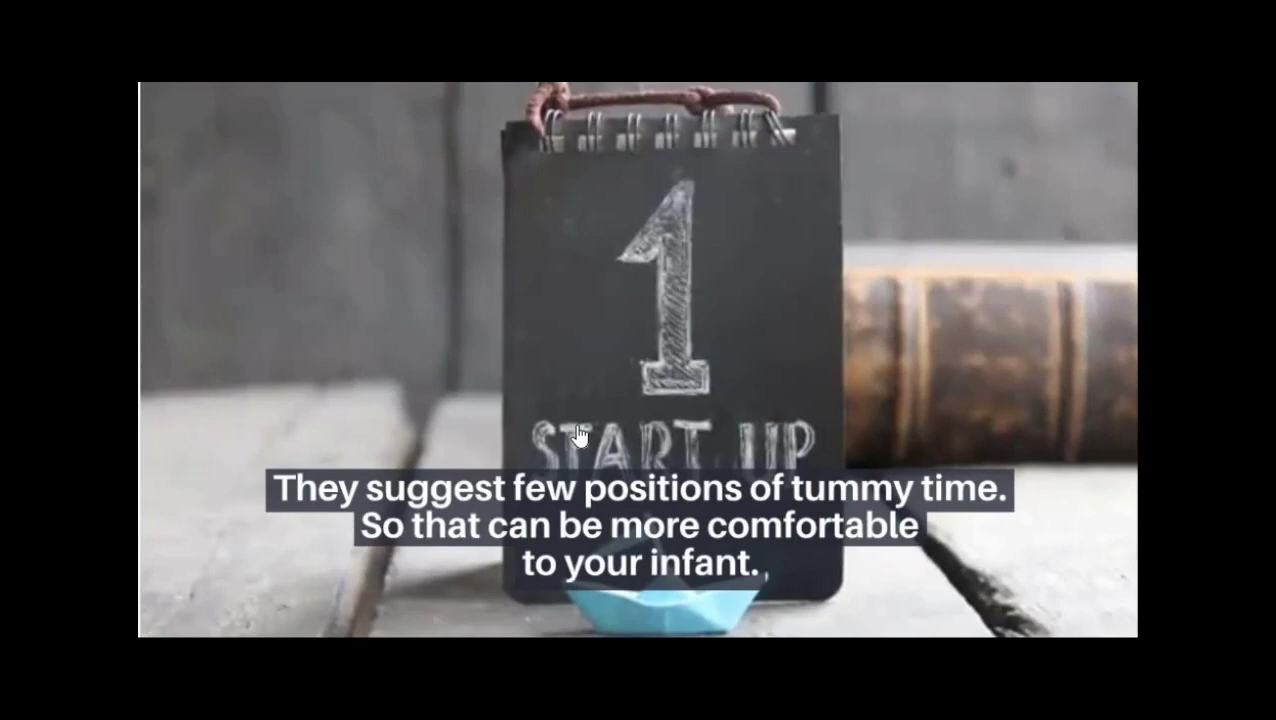 1
START UP
They suggest few positions of tummy time.
So that can be more comfortable
to your infant.